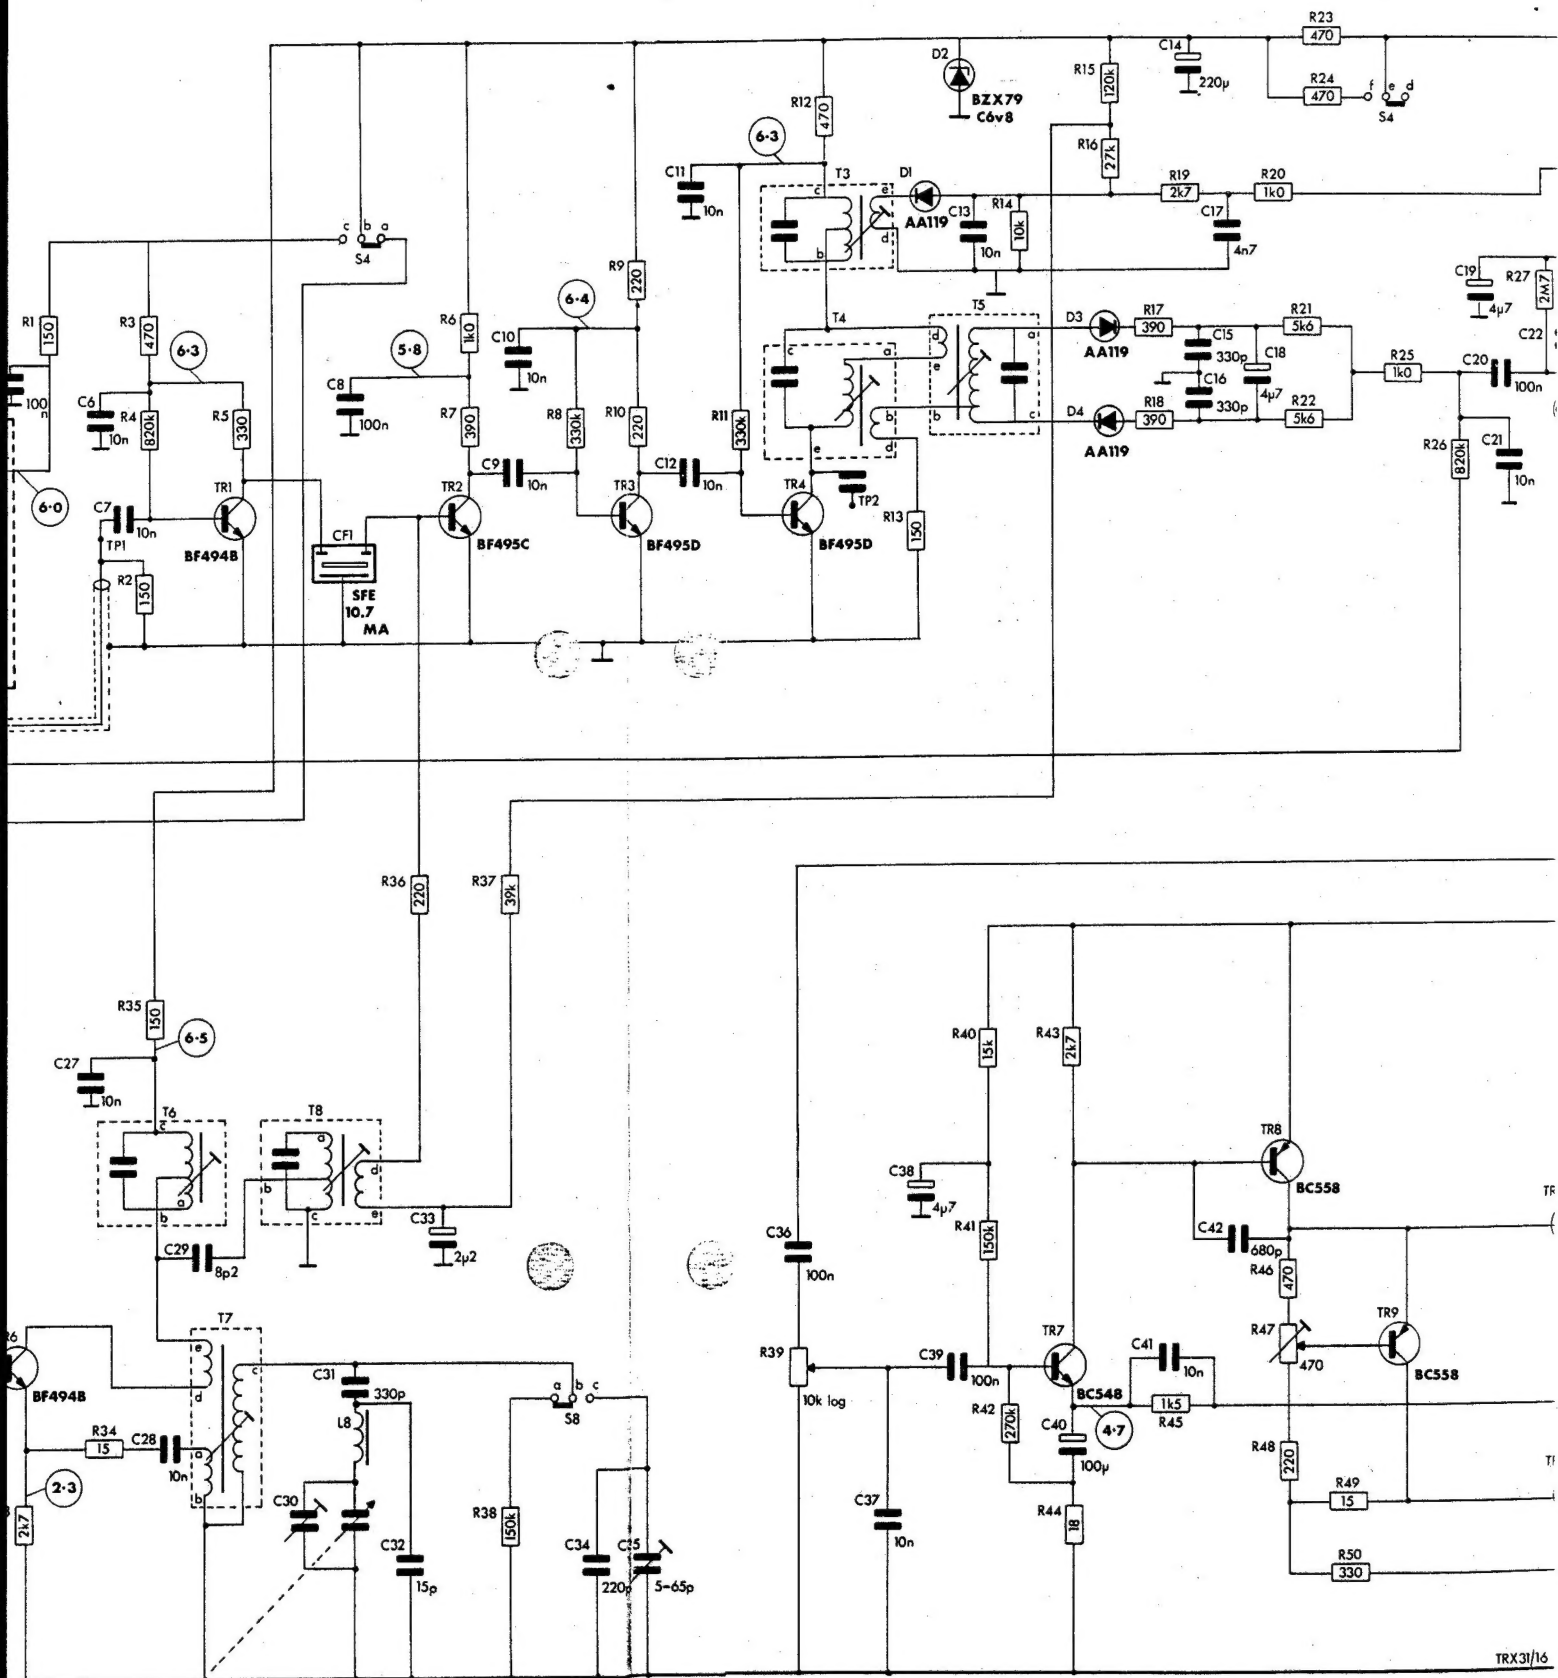 R23
470
D2
C14
R15
120k
220µ
R24
470
f e d
S4
BZX79
C6v8
R12
470
6·3
R16
27k
C11
10n
T3
c
e
b
d
D1
AA119
C13
10n
R14
10k
R19
2k7
R20
1k0
C17
4n7
c b a
S4
R9
220
C19
4µ7
R27
2M7
R1
150
R3
470
6·3
R6
1k0
6·4
C10
10n
5·8
T4
c
a
e
b
d
T5
d
e
b
a
c
D3
AA119
R17
390
C15
330p
C16
330p
C18
4µ7
R21
5k6
R22
5k6
R25
1k0
C22
C20
100n
D4
AA119
R18
390
100
n
C6
10n
R4
820k
R5
330
C8
100n
R7
390
R8
330k
R10
220
R11
330k
R26
820k
C21
10n
6·0
C7
10n
TP1
TR1
BF494B
R2
150
CF1
SFE
10.7
MA
TR2
BF495C
C9
10n
TR3
BF495D
C12
10n
TR4
BF495D
TP2
R13
150
R36
220
R37
39k
R35
150
6·5
C27
10n
T6
c
a
b
T8
a
b
c
d
e
R40
15k
R43
2k7
C33
2µ2
C29
8p2
C38
4µ7
R41
150k
TR8
BC558
C42
680p
R46
470
C36
100n
R47
470
TR9
BC558
T7
e
d
c
a
b
BF494B
R34
15
C28
10n
2·3
2k7
C31
330p
L8
C30
C32
15p
a b c
S8
R38
150k
C34
220p
5-65p
R39
10k log
C39
100n
TR7
BC548
C41
10n
1k5
R45
4·7
R42
270k
C40
100µ
R44
18
C37
10n
R48
220
R49
15
R50
330
TRX31/16